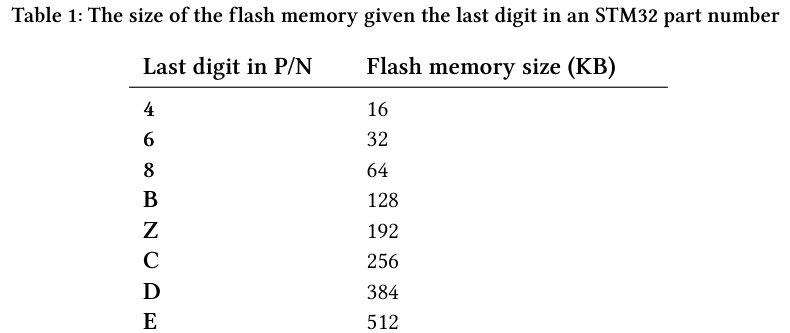 Table 1: The size of the flash memory given the last digit in an STM32 part number
Last digit in P/N Flash memory size (KB)
4 16
6 32
8 64
B 128
Z 192
C 256
D 384
E 512